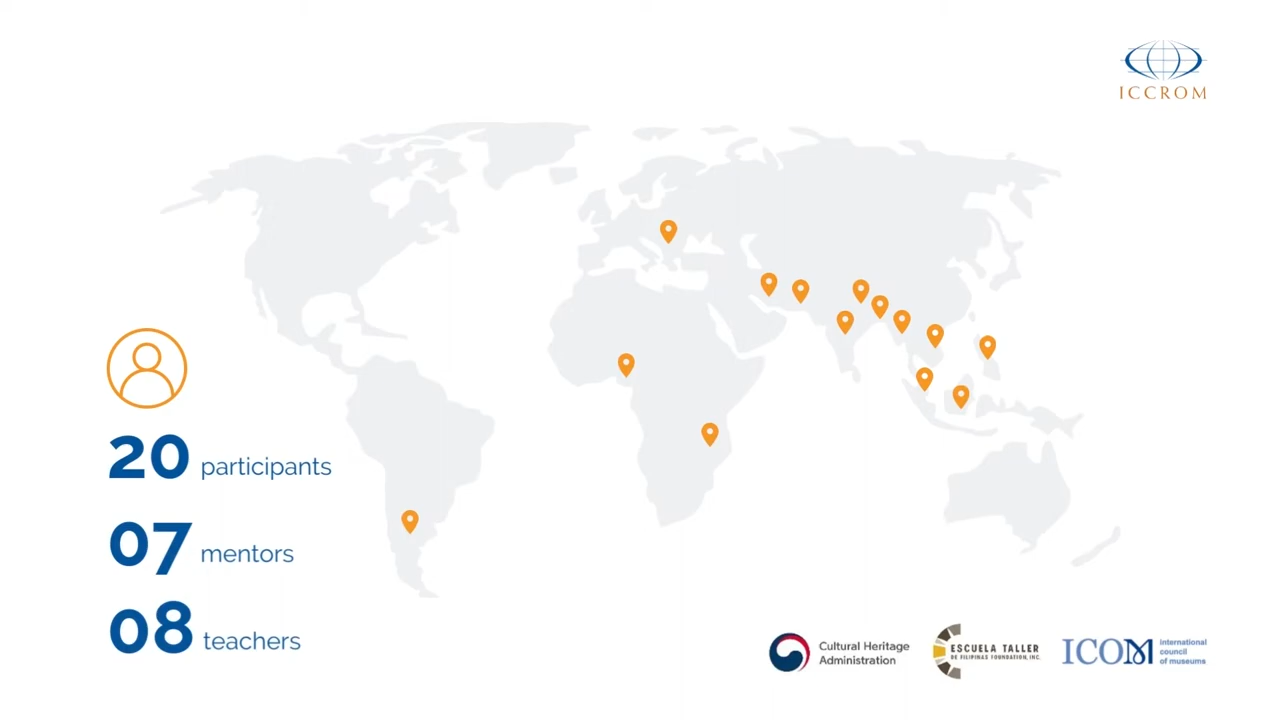 ICCROM
20 participants
07 mentors
08 teachers
Cultural Heritage
Administration
ESCUELA TALLER
DE FILIPINAS FOUNDATION, INC.
ICOM
international
council
of museums